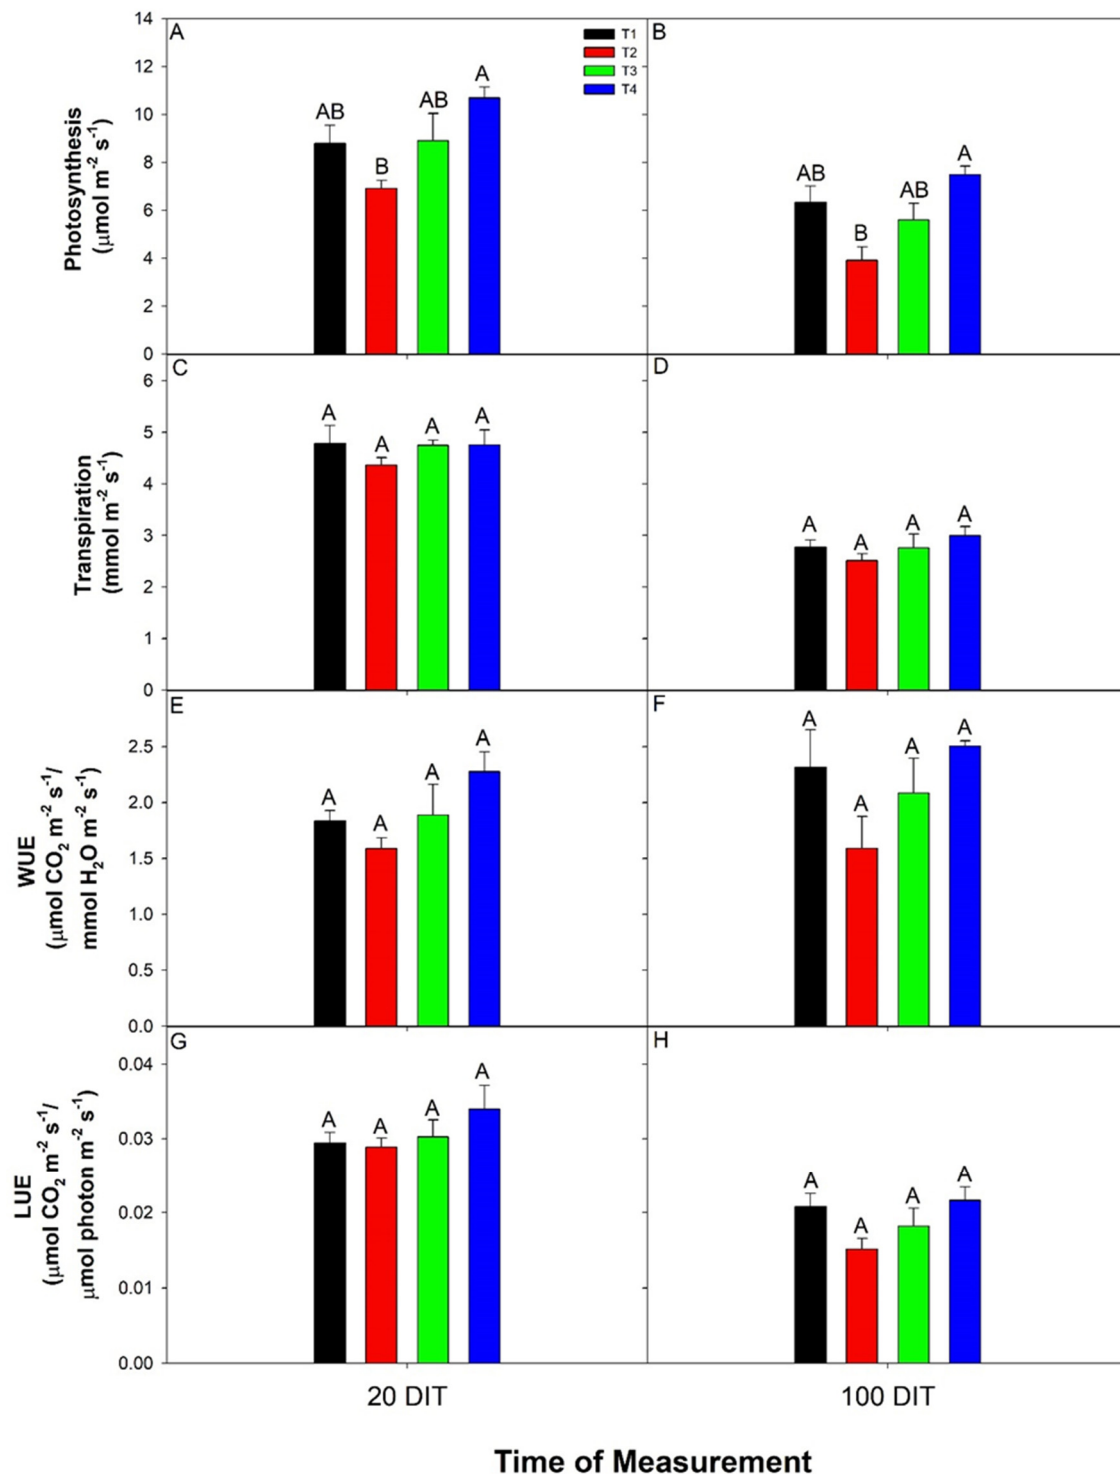 A
T1
T2
T3
T4
B
14
12
10
8
6
4
2
0
Photosynthesis
(μmol m⁻² s⁻¹)
AB
B
AB
A
AB
B
AB
A
C
D
6
5
4
3
2
1
0
Transpiration
(mmol m⁻² s⁻¹)
A
A
A
A
A
A
A
A
E
F
2.5
2.0
1.5
1.0
0.5
0.0
WUE
(μmol CO₂ m⁻² s⁻¹/
mmol H₂O m⁻² s⁻¹)
A
A
A
A
A
A
A
A
G
H
0.04
0.03
0.02
0.01
0.00
LUE
(μmol CO₂ m⁻² s⁻¹/
μmol photon m⁻² s⁻¹)
A
A
A
A
A
A
A
A
20 DIT
100 DIT
Time of Measurement